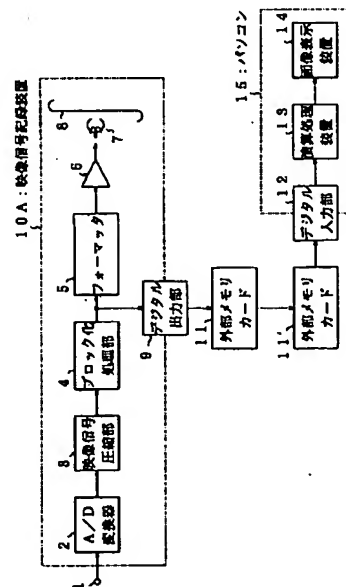 10A:映像信号記録装置
1
2
A/D
変換器
3
映像信号
圧縮部
4
ブロック化
処理部
5
フォーマッタ
6
7
8
9
デジタル
出力部
11
外部メモリ
カード
11'
外部メモリ
カード
15:パソコン
12
デジタル
入力部
13
演算処理
装置
14
画像表示
装置